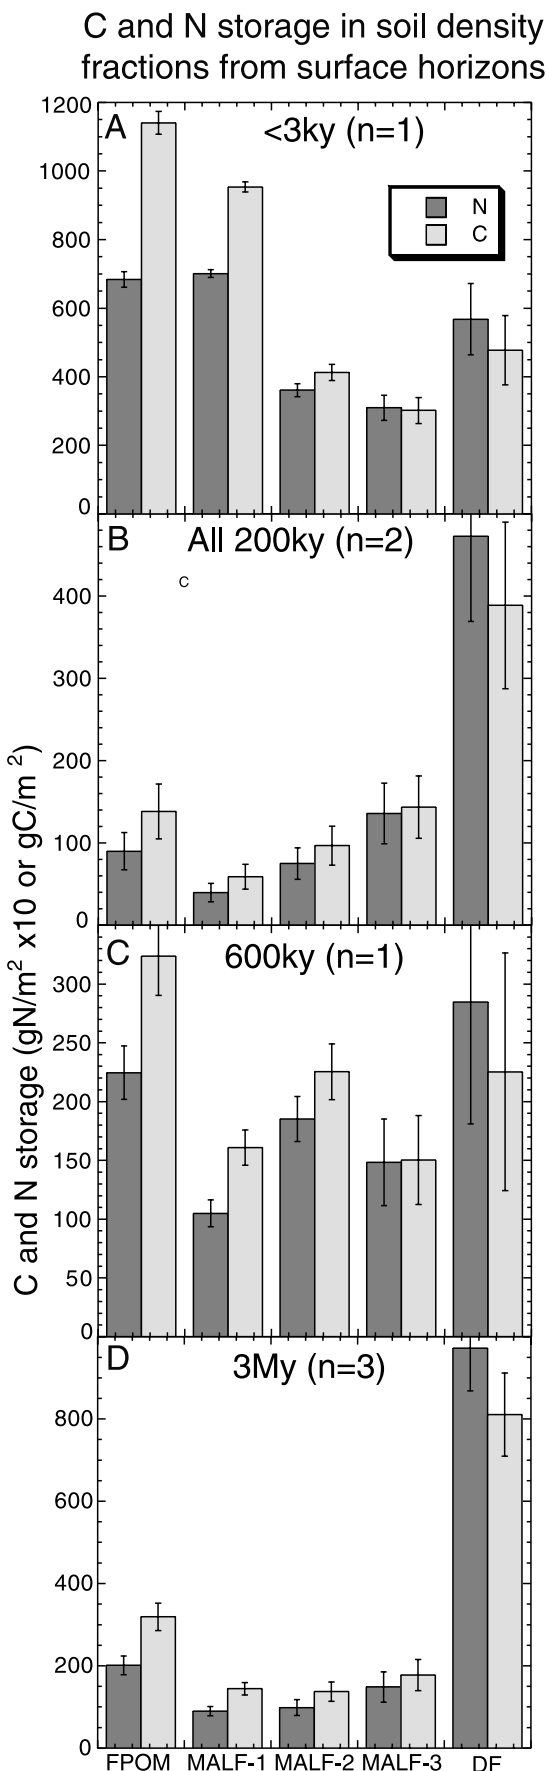 C and N storage in soil density
fractions from surface horizons
C and N storage (gN/m² x10 or gC/m²)
A
<3ky (n=1)
N
C
1200
1000
800
600
400
200
0
B
All 200ky (n=2)
C
400
300
200
100
0
C
600ky (n=1)
300
250
200
150
100
50
0
D
3My (n=3)
800
600
400
200
0
FPOM MALF-1 MALF-2 MALF-3 DF